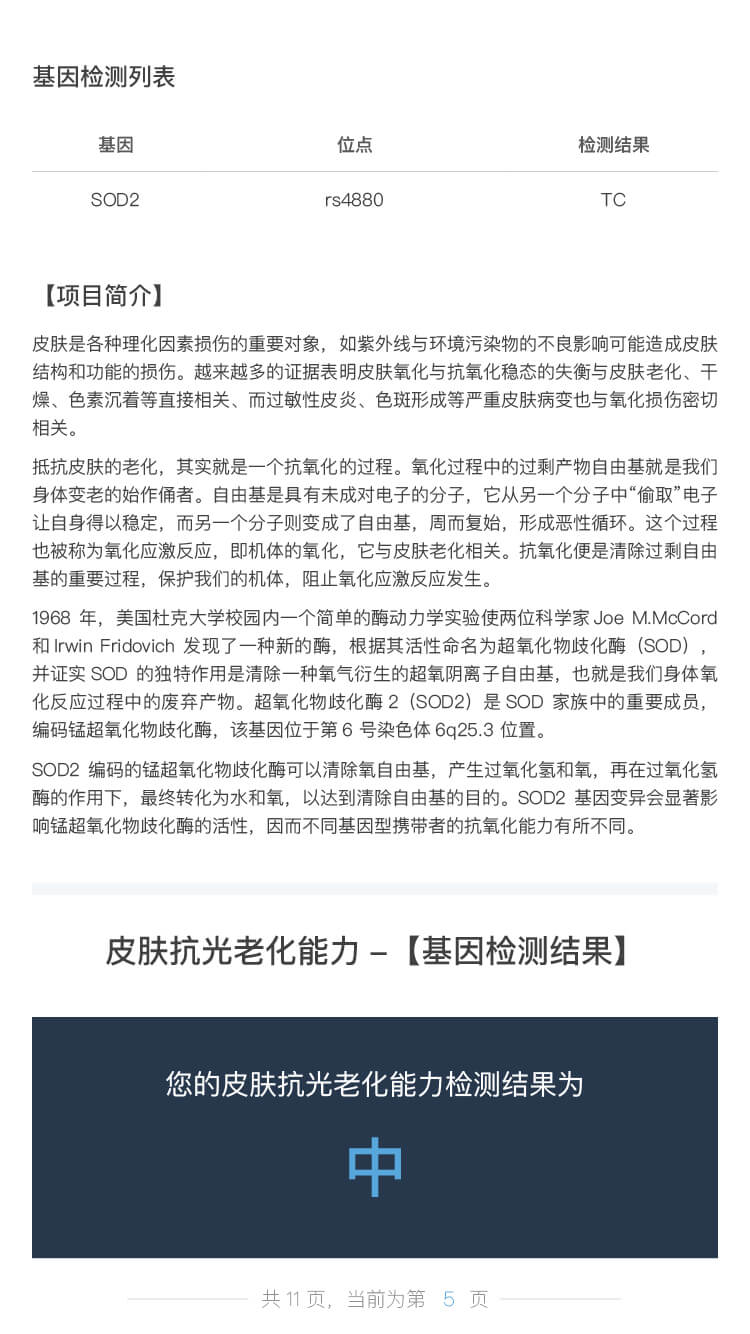 基因检测列表
基因 位点 检测结果
SOD2 rs4880 TC
【项目简介】
皮肤是各种理化因素损伤的重要对象，如紫外线与环境污染物的不良影响可能造成皮肤
结构和功能的损伤。越来越多的证据表明皮肤氧化与抗氧化稳态的失衡与皮肤老化、干
燥、色素沉着等直接相关、而过敏性皮炎、色斑形成等严重皮肤病变也与氧化损伤密切
相关。
抵抗皮肤的老化，其实就是一个抗氧化的过程。氧化过程中的过剩产物自由基就是我们
身体变老的始作俑者。自由基是具有未成对电子的分子，它从另一个分子中“偷取”电子
让自身得以稳定，而另一个分子则变成了自由基，周而复始，形成恶性循环。这个过程
也被称为氧化应激反应，即机体的氧化，它与皮肤老化相关。抗氧化便是清除过剩自由
基的重要过程，保护我们的机体，阻止氧化应激反应发生。
1968 年，美国杜克大学校园内一个简单的酶动力学实验使两位科学家 Joe M.McCord
和 Irwin Fridovich 发现了一种新的酶，根据其活性命名为超氧化物歧化酶（SOD），
并证实 SOD 的独特作用是清除一种氧气衍生的超氧阴离子自由基，也就是我们身体氧
化反应过程中的废弃产物。超氧化物歧化酶 2（SOD2）是 SOD 家族中的重要成员，
编码锰超氧化物歧化酶，该基因位于第 6 号染色体 6q25.3 位置。
SOD2 编码的锰超氧化物歧化酶可以清除氧自由基，产生过氧化氢和氧，再在过氧化氢
酶的作用下，最终转化为水和氧，以达到清除自由基的目的。SOD2 基因变异会显著影
响锰超氧化物歧化酶的活性，因而不同基因型携带者的抗氧化能力有所不同。
皮肤抗光老化能力 –【基因检测结果】
您的皮肤抗光老化能力检测结果为
中
共 11 页，当前为第 5 页